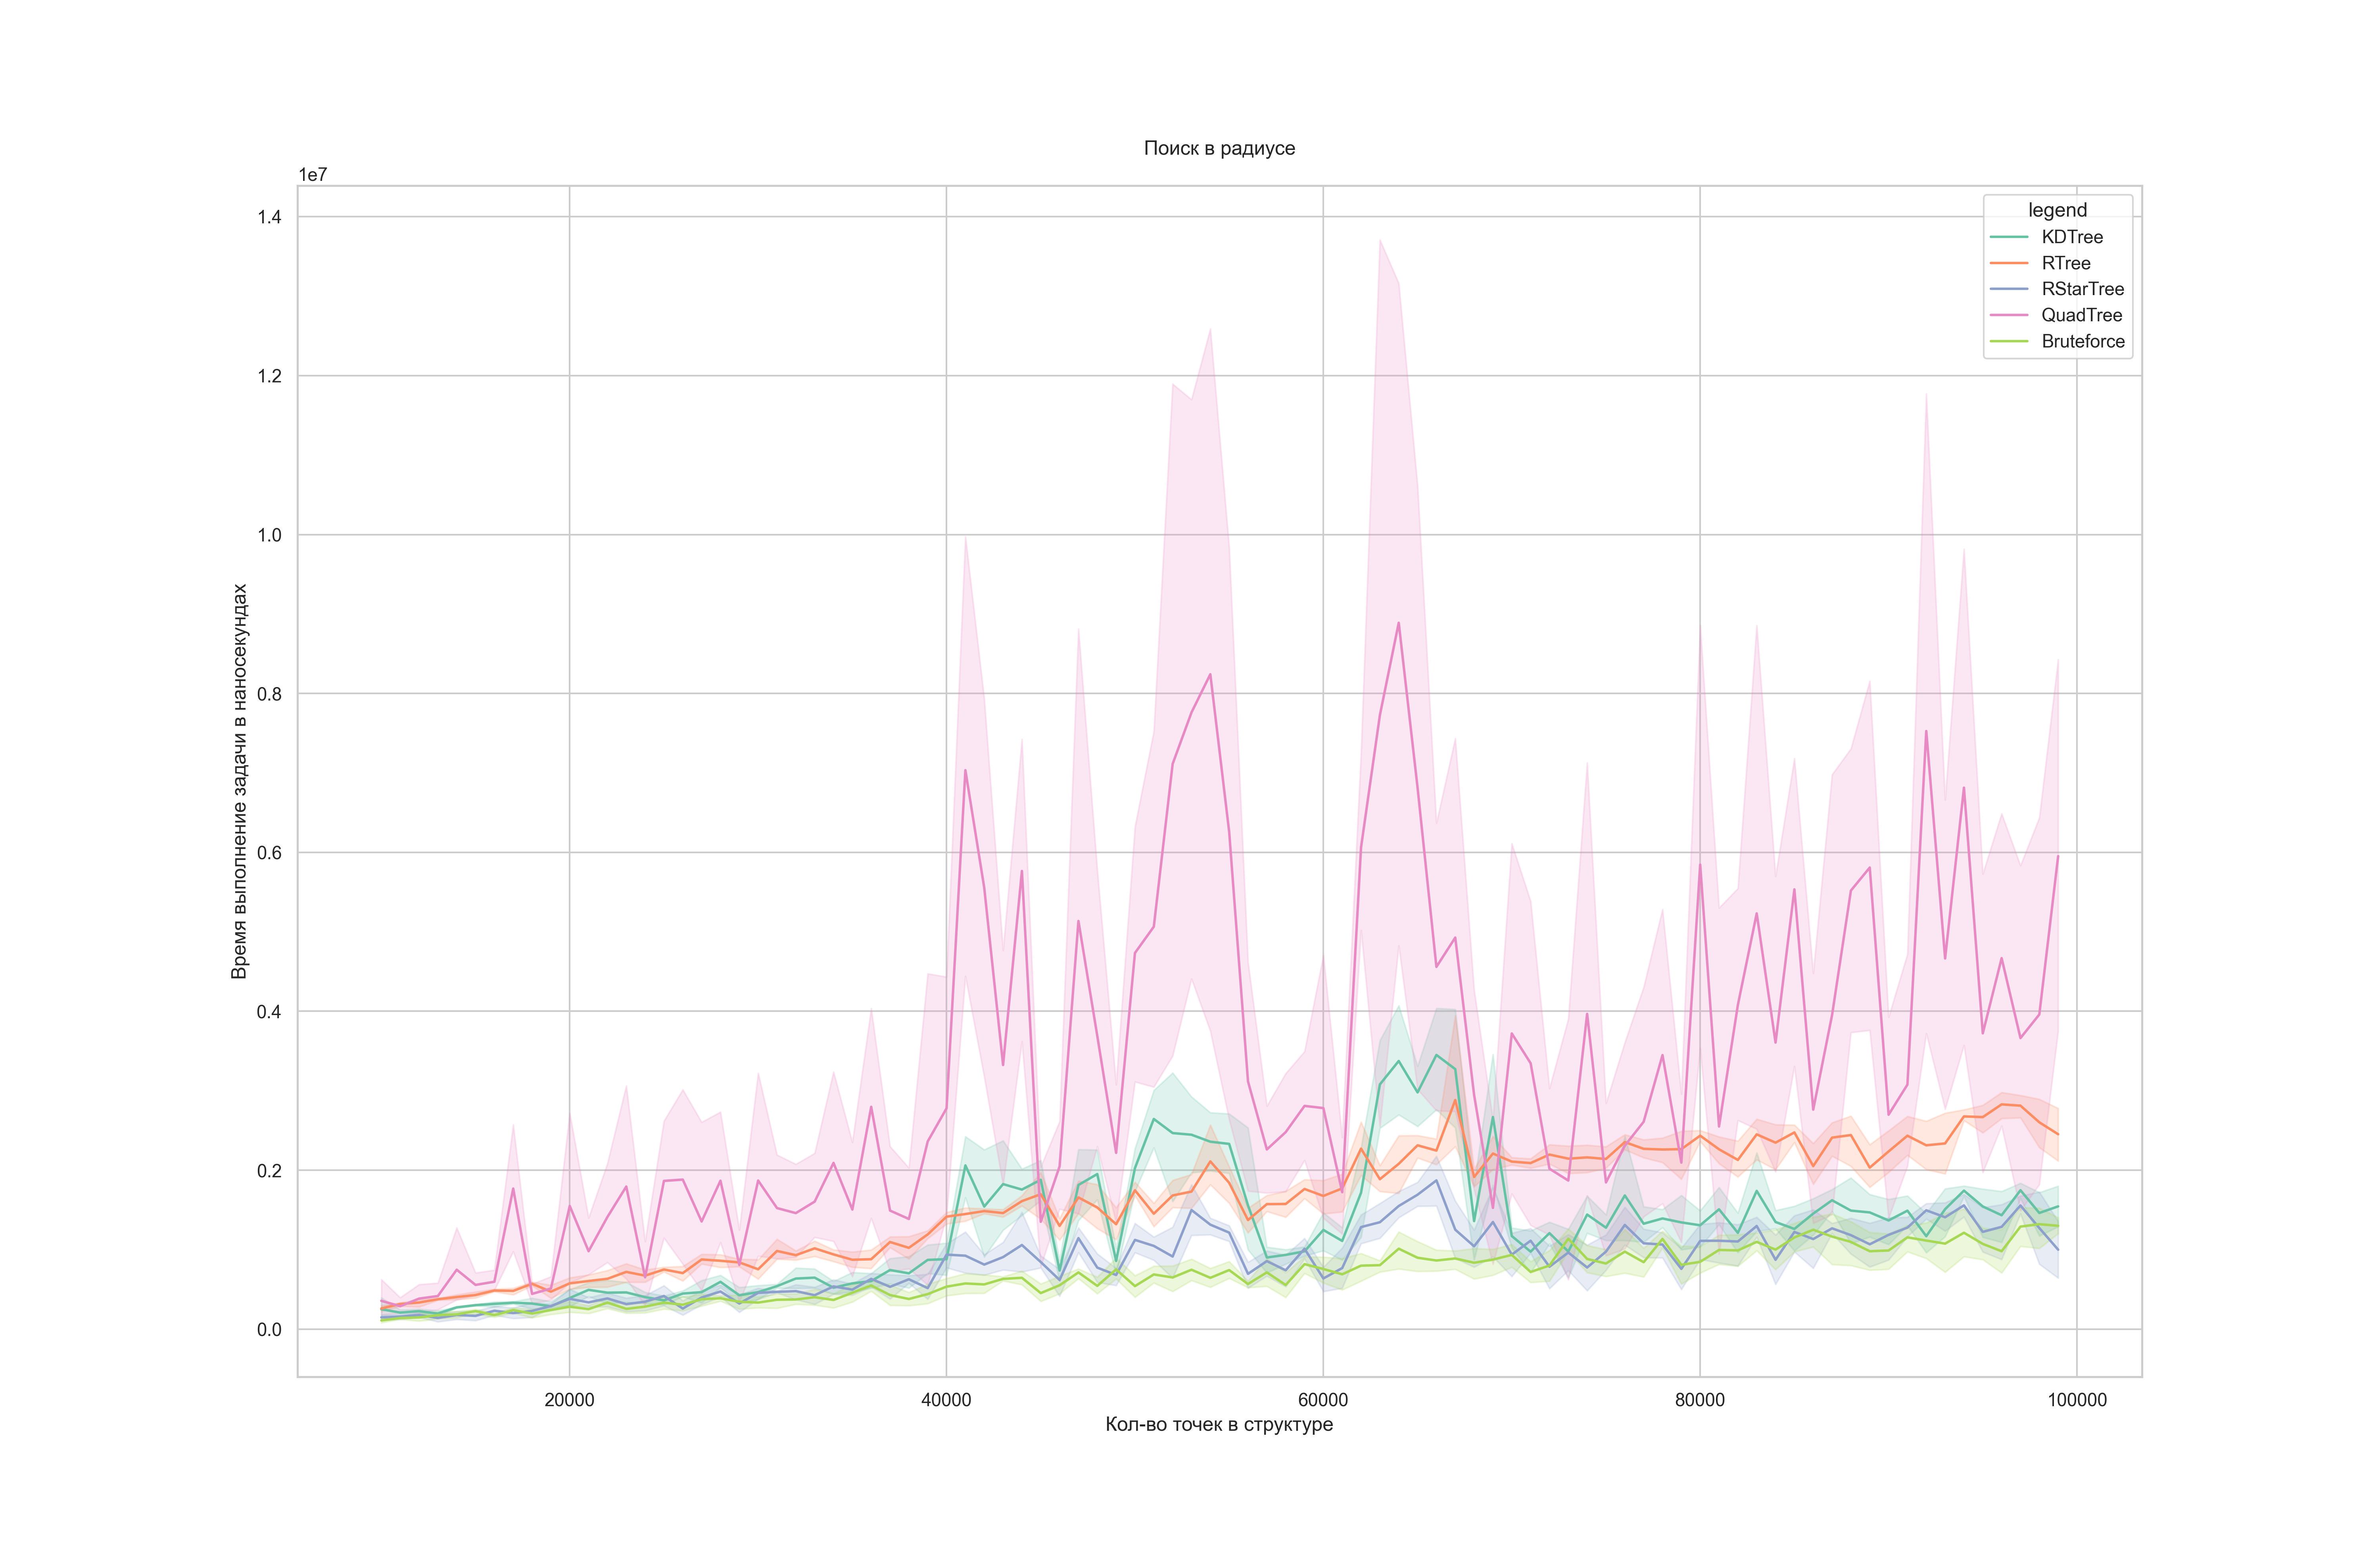 Поиск в радиусе
1e7
legend
KDTree
RTree
RStarTree
QuadTree
Bruteforce
1.4
1.2
1.0
0.8
0.6
0.4
0.2
0.0
Время выполнение задачи в наносекундах
20000 40000 60000 80000 100000
Кол-во точек в структуре